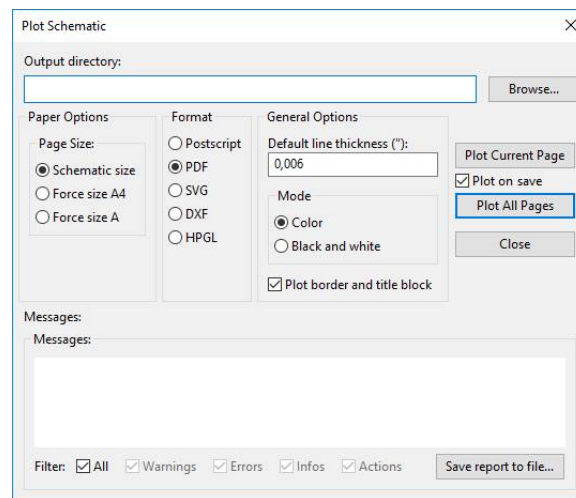 Plot Schematic
Output directory:
Browse...
Paper Options
Page Size:
Schematic size
Force size A4
Force size A
Format
Postscript
PDF
SVG
DXF
HPGL
General Options
Default line thickness ("):
0,006
Mode
Color
Black and white
Plot border and title block
Plot Current Page
Plot on save
Plot All Pages
Close
Messages:
Messages:
Filter: All Warnings Errors Infos Actions
Save report to file...